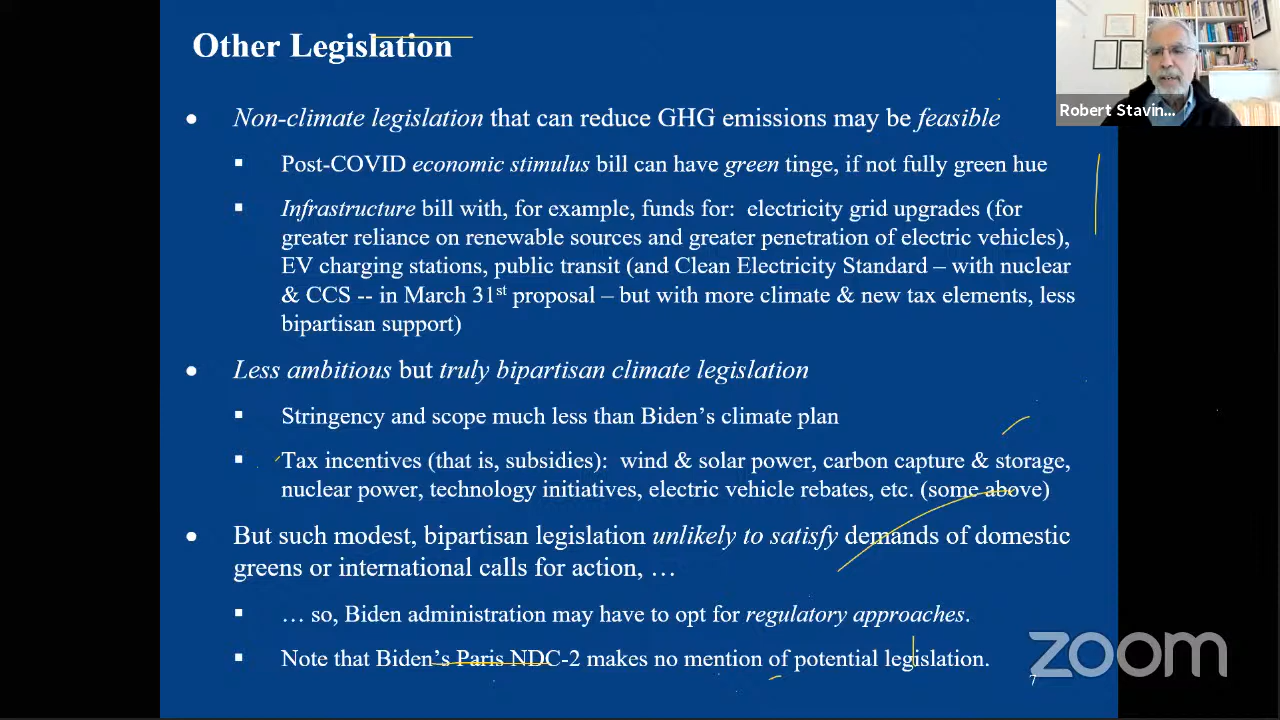 Other Legislation
Robert Stavin...
• Non-climate legislation that can reduce GHG emissions may be feasible
▪ Post-COVID economic stimulus bill can have green tinge, if not fully green hue
▪ Infrastructure bill with, for example, funds for: electricity grid upgrades (for
greater reliance on renewable sources and greater penetration of electric vehicles),
EV charging stations, public transit (and Clean Electricity Standard – with nuclear
& CCS -- in March 31st proposal – but with more climate & new tax elements, less
bipartisan support)
• Less ambitious but truly bipartisan climate legislation
▪ Stringency and scope much less than Biden's climate plan
▪ Tax incentives (that is, subsidies): wind & solar power, carbon capture & storage,
nuclear power, technology initiatives, electric vehicle rebates, etc. (some above)
• But such modest, bipartisan legislation unlikely to satisfy demands of domestic
greens or international calls for action, …
▪ … so, Biden administration may have to opt for regulatory approaches.
▪ Note that Biden's Paris NDC-2 makes no mention of potential legislation.
zoom
7